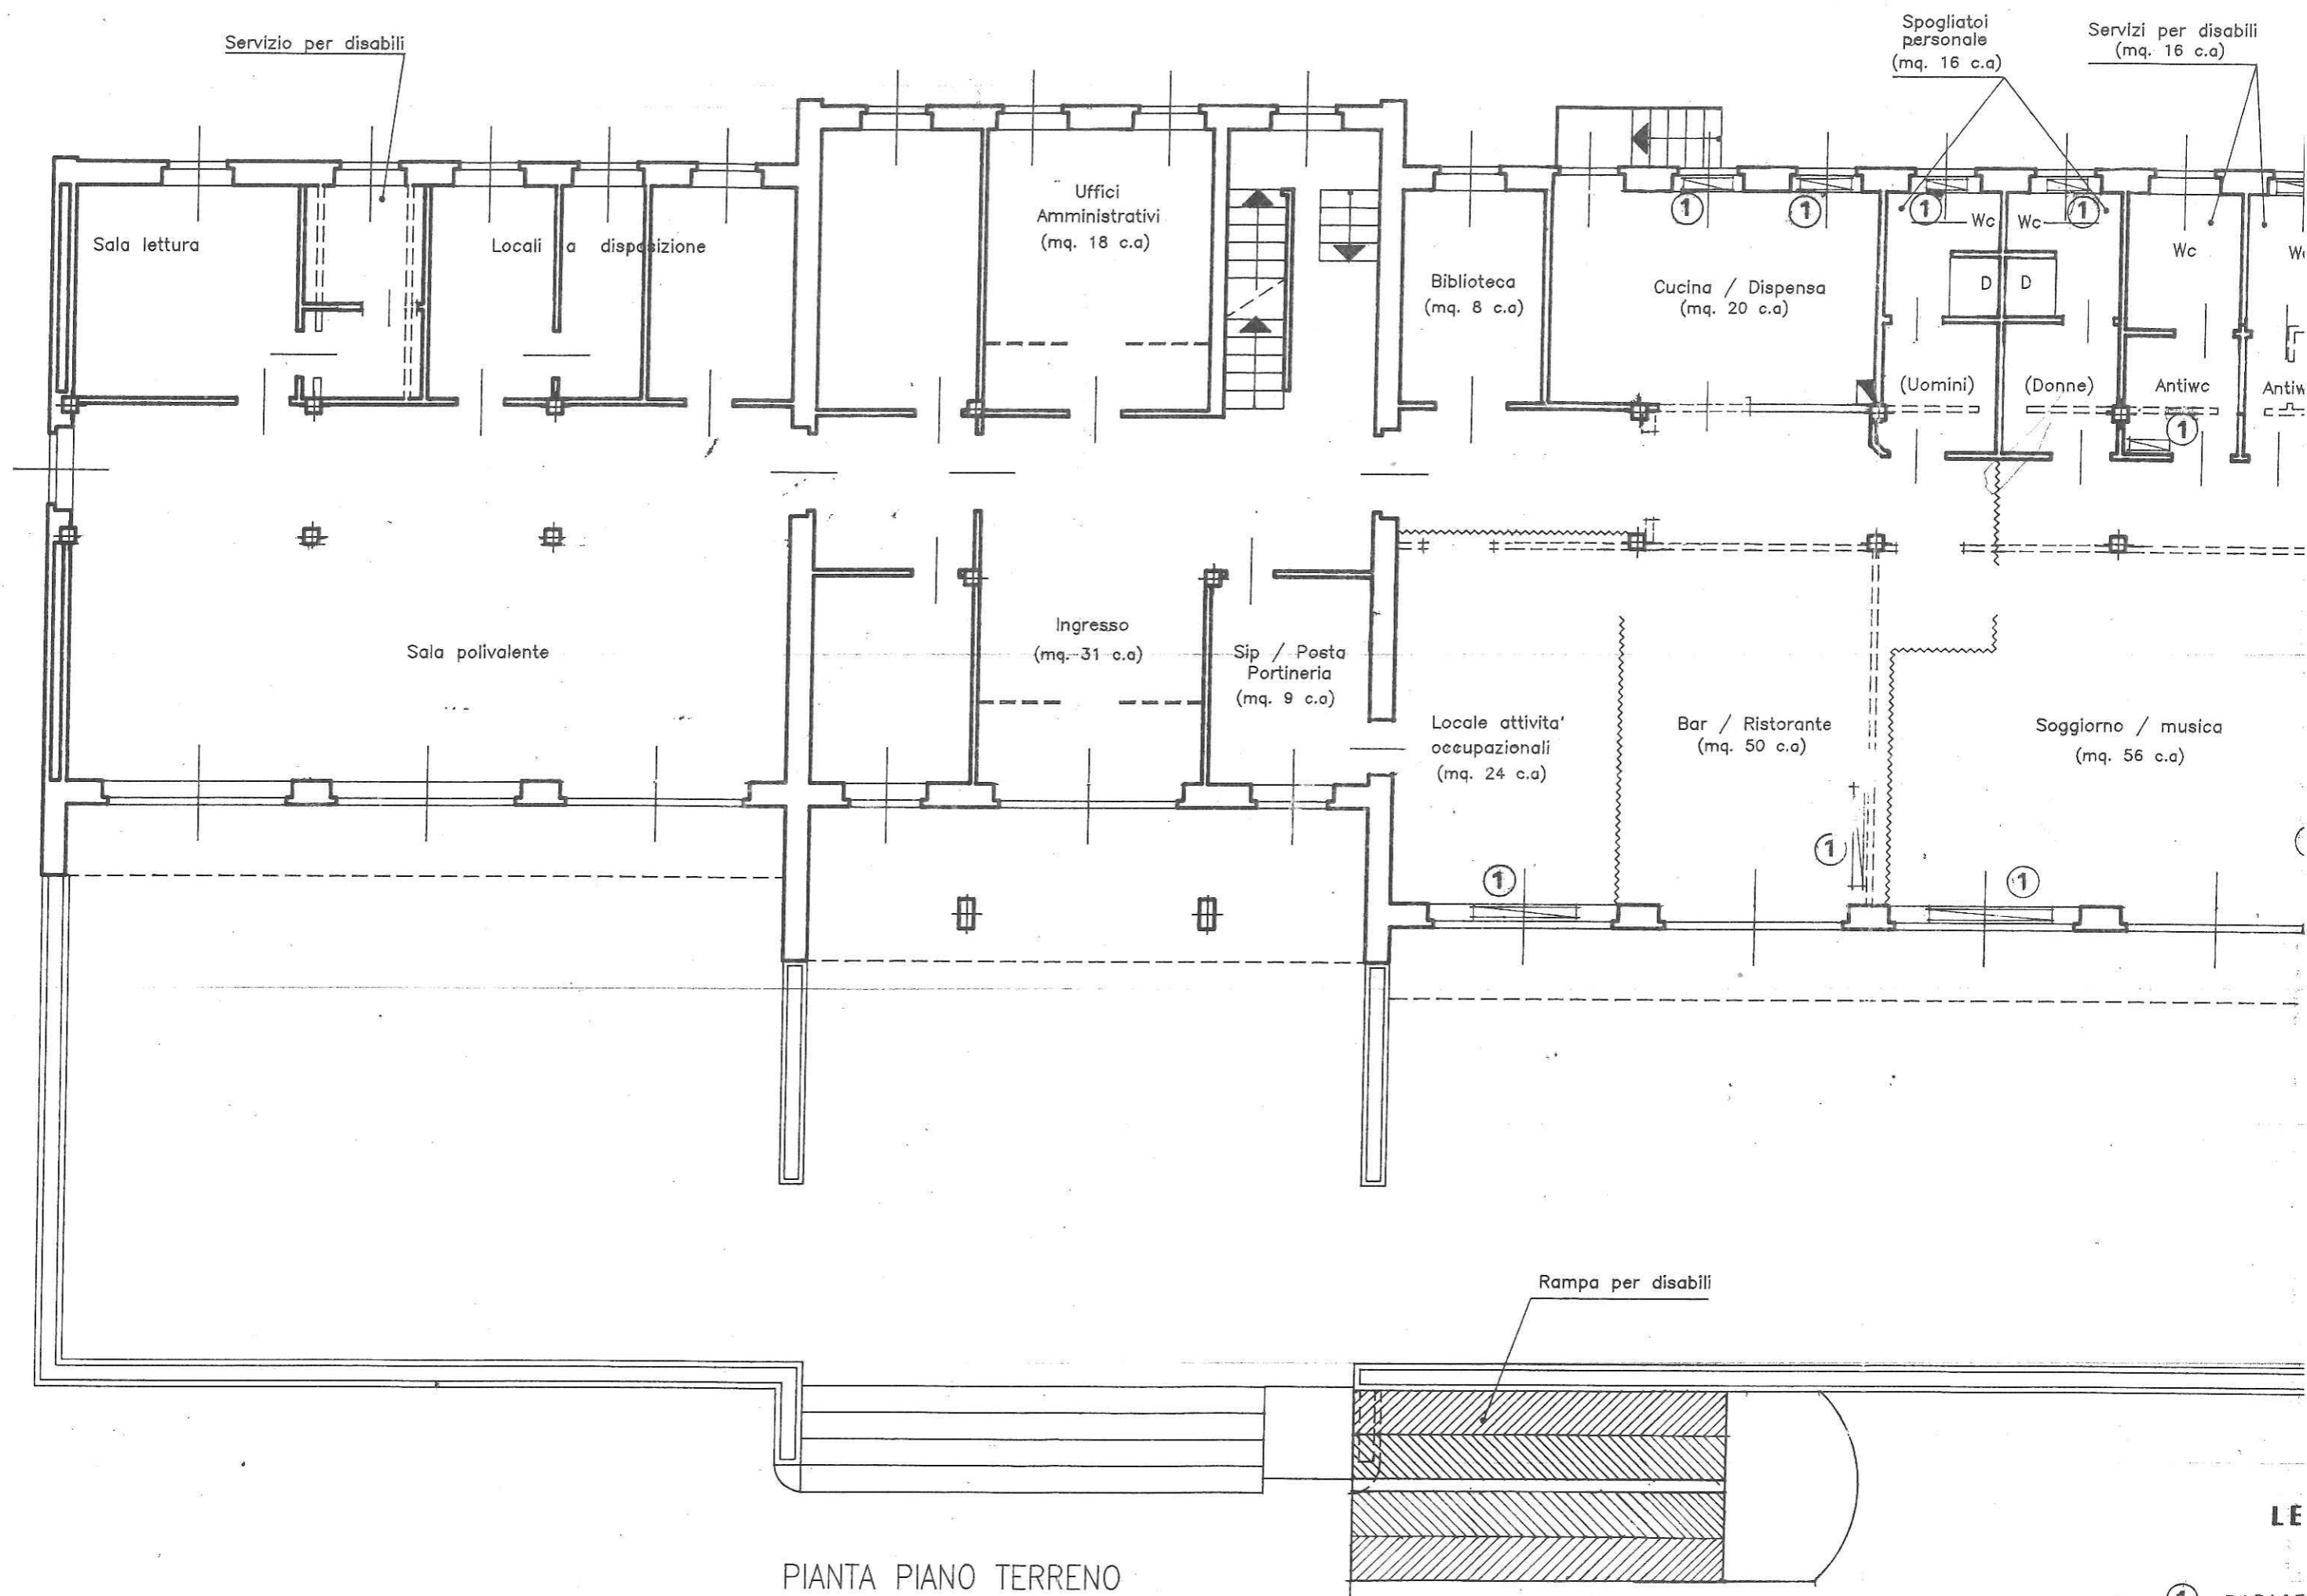 Servizio per disabili
Spogliatoi
personale
(mq. 16 c.a)
Servizi per disabili
(mq. 16 c.a)
Sala lettura
Locali a disposizione
Uffici
Amministrativi
(mq. 18 c.a)
Biblioteca
(mq. 8 c.a)
Cucina / Dispensa
(mq. 20 c.a)
1
1
1
1
Wc
Wc
Wc
D
D
(Uomini)
(Donne)
Antiwc
1
Sala polivalente
Ingresso
(mq. 31 c.a)
Sip / Posta
Portineria
(mq. 9 c.a)
Locale attivita'
occupazionali
(mq. 24 c.a)
Bar / Ristorante
(mq. 50 c.a)
Soggiorno / musica
(mq. 56 c.a)
1
1
1
Rampa per disabili
PIANTA PIANO TERRENO
LE